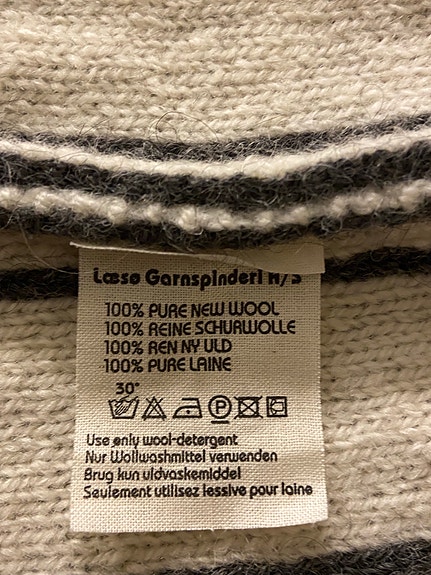 Læsø Garnspinderi A/S
100% PURE NEW WOOL
100% REINE SCHURWOLLE
100% REN NY ULD
100% PURE LAINE
30°
P
Use only wool-detergent
Nur Wollwashmittel verwenden
Brug kun uldvaskemiddel
Seulement utilisez lessive pour laine